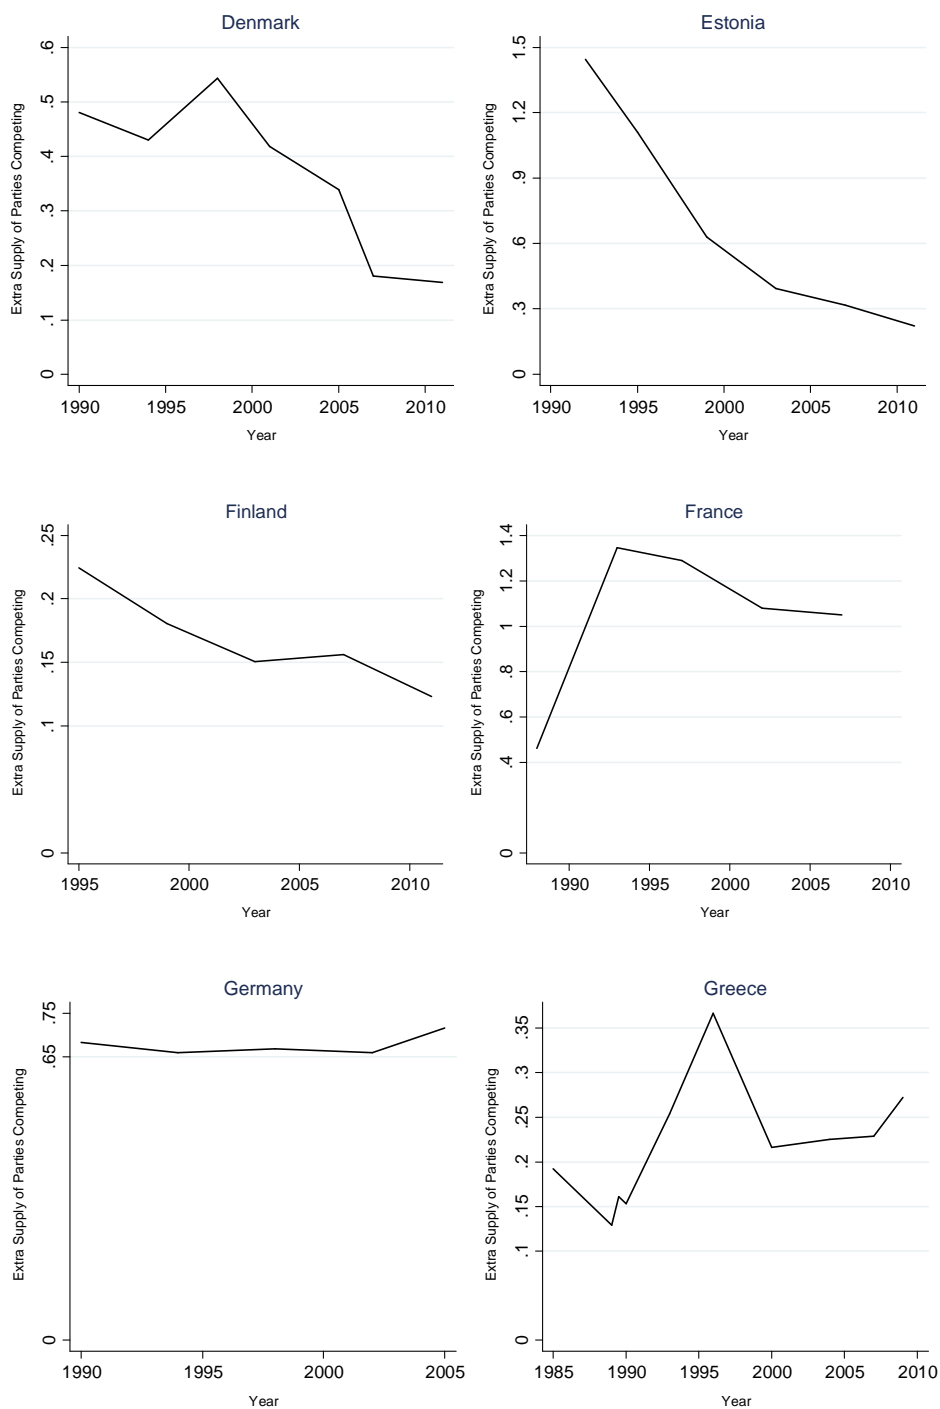 Denmark
Extra Supply of Parties Competing
.6
.5
.4
.3
.2
.1
0
1990 1995 2000 2005 2010
Year
Estonia
Extra Supply of Parties Competing
1.5
1.2
.9
.6
.3
0
1990 1995 2000 2005 2010
Year
Finland
Extra Supply of Parties Competing
.25
.2
.15
.1
0
1995 2000 2005 2010
Year
France
Extra Supply of Parties Competing
1.4
1.2
1
.8
.6
.4
0
1990 1995 2000 2005 2010
Year
Germany
Extra Supply of Parties Competing
.75
.65
0
1990 1995 2000 2005
Year
Greece
Extra Supply of Parties Competing
.35
.3
.25
.2
.15
.1
0
1985 1990 1995 2000 2005 2010
Year